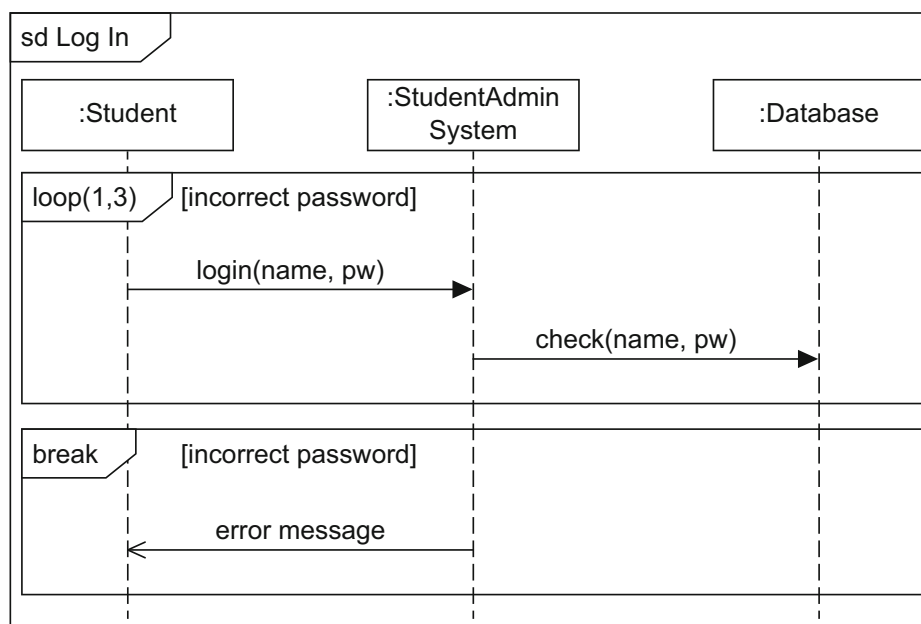 sd Log In
:Student
:StudentAdmin
System
:Database
loop(1,3)
[incorrect password]
login(name, pw)
check(name, pw)
break
[incorrect password]
error message